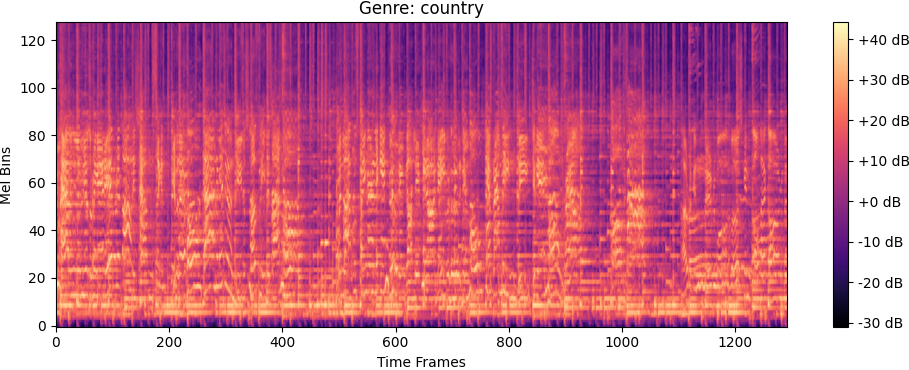 Genre: country
Mel Bins
120
100
80
60
40
20
0
0 200 400 600 800 1000 1200
Time Frames
+40 dB
+30 dB
+20 dB
+10 dB
+0 dB
-10 dB
-20 dB
-30 dB